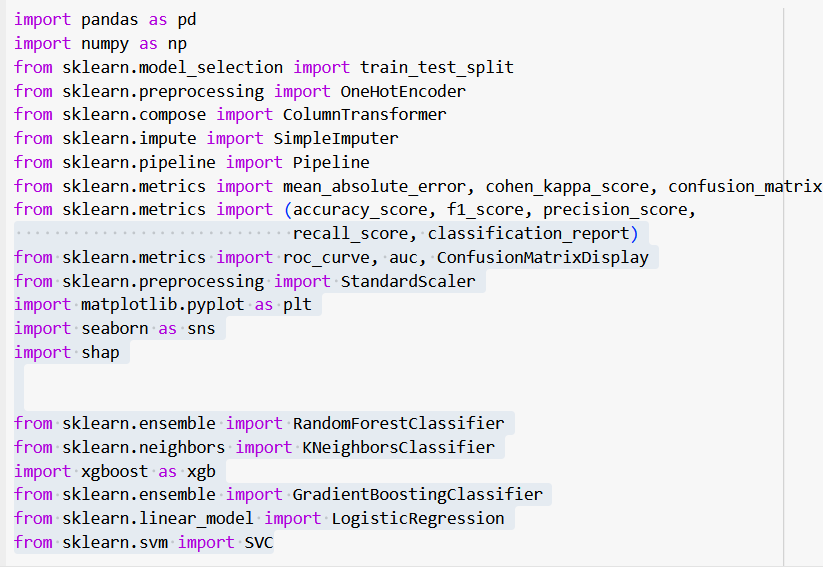 import pandas as pd
import numpy as np
from sklearn.model_selection import train_test_split
from sklearn.preprocessing import OneHotEncoder
from sklearn.compose import ColumnTransformer
from sklearn.impute import SimpleImputer
from sklearn.pipeline import Pipeline
from sklearn.metrics import mean_absolute_error, cohen_kappa_score, confusion_matrix
from sklearn.metrics import (accuracy_score, f1_score, precision_score,
                             recall_score, classification_report)
from sklearn.metrics import roc_curve, auc, ConfusionMatrixDisplay
from sklearn.preprocessing import StandardScaler
import matplotlib.pyplot as plt
import seaborn as sns
import shap
from sklearn.ensemble import RandomForestClassifier
from sklearn.neighbors import KNeighborsClassifier
import xgboost as xgb
from sklearn.ensemble import GradientBoostingClassifier
from sklearn.linear_model import LogisticRegression
from sklearn.svm import SVC